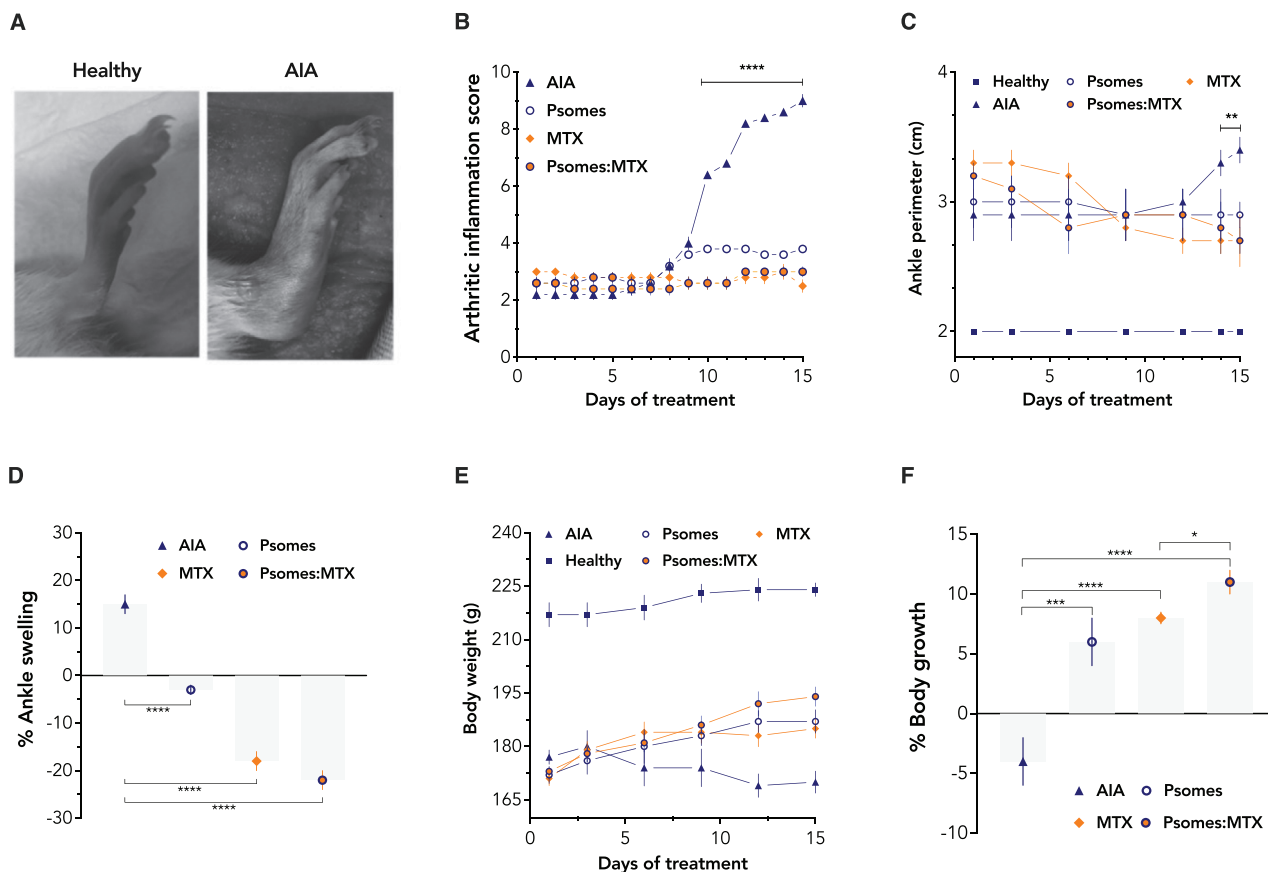 A
Healthy
AIA
B
****
AIA
Psomes
MTX
Psomes:MTX
Arthritic inflammation score
10
8
6
4
2
0
0 5 10 15
Days of treatment
C
Healthy Psomes MTX
AIA Psomes:MTX
**
Ankle perimeter (cm)
4
3
2
0 5 10 15
Days of treatment
D
AIA Psomes
MTX Psomes:MTX
% Ankle swelling
30
20
10
0
-10
-20
-30
****
****
****
E
AIA Psomes MTX
Healthy Psomes:MTX
Body weight (g)
240
225
210
195
180
165
0 5 10 15
Days of treatment
F
*
****
****
***
% Body growth
15
10
5
0
-5
-10
AIA Psomes
MTX Psomes:MTX